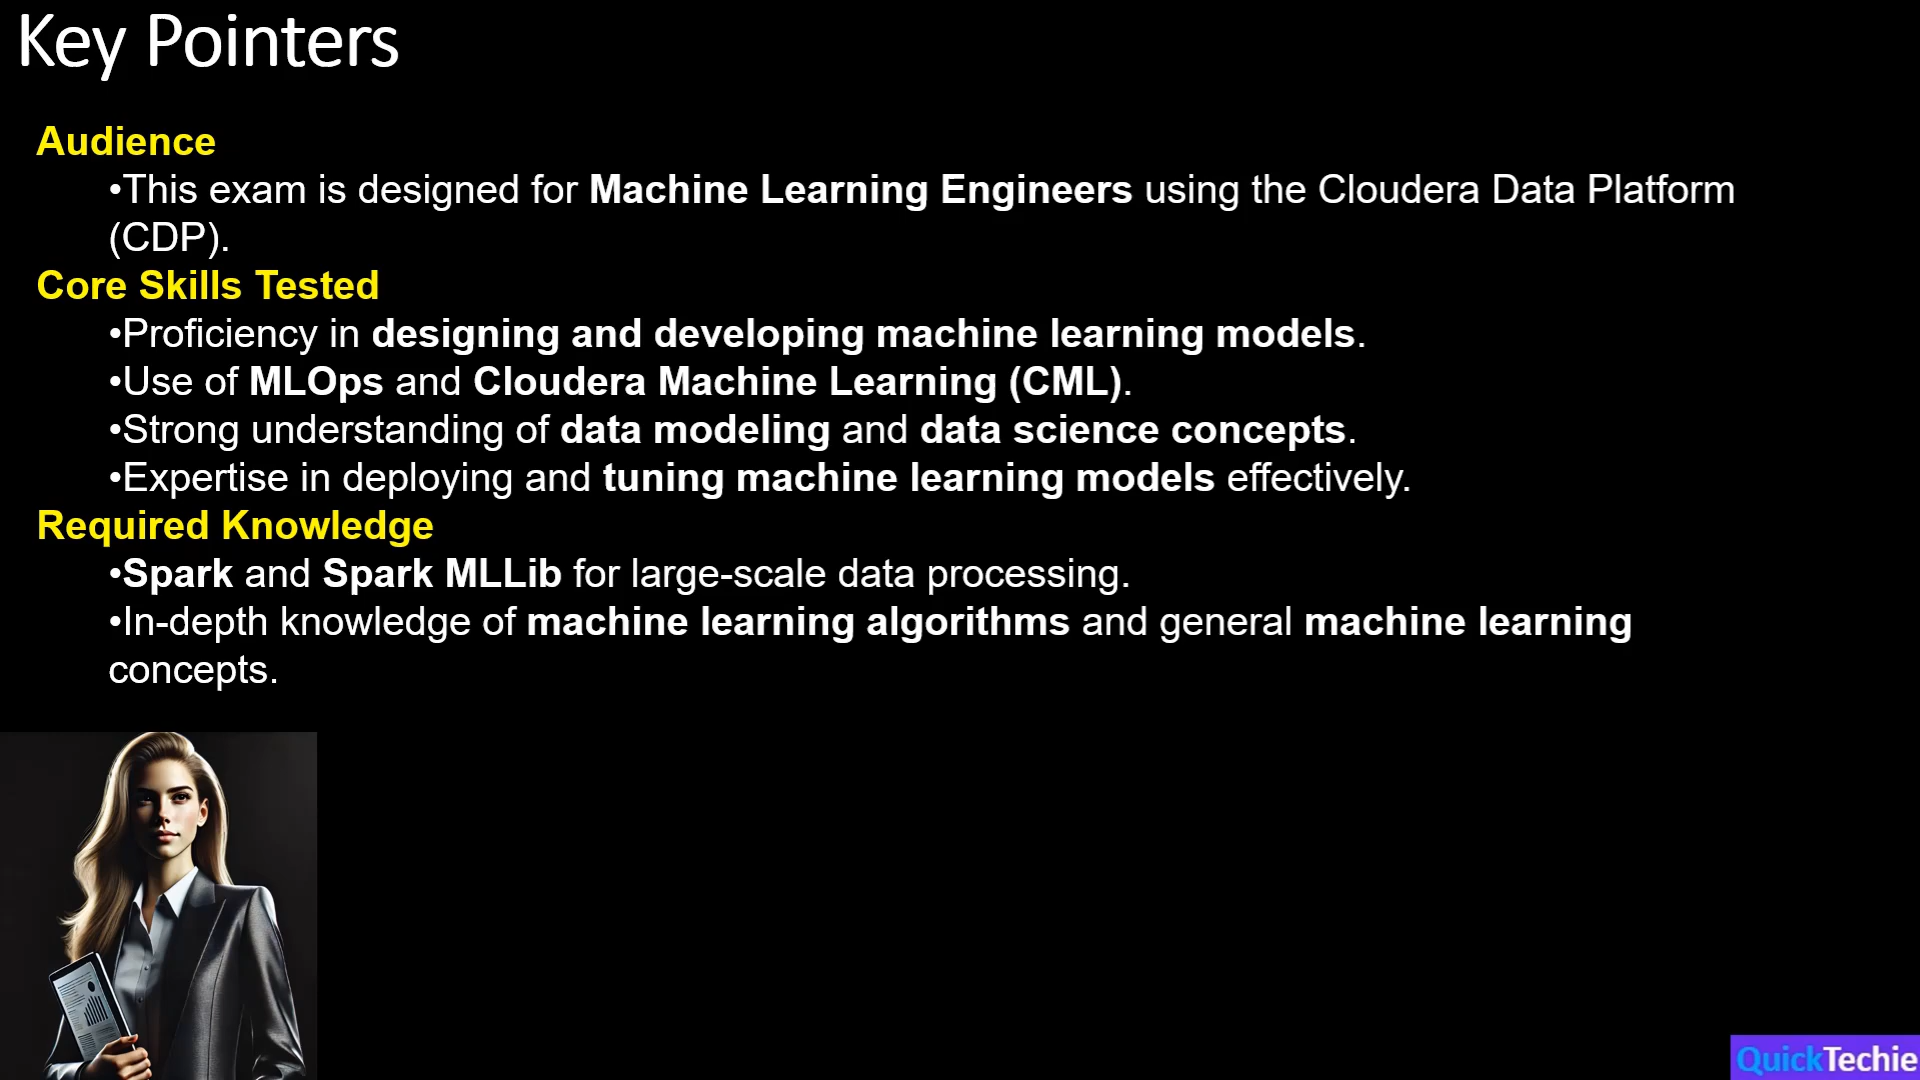 Key Pointers
Audience
•This exam is designed for Machine Learning Engineers using the Cloudera Data Platform
(CDP).
Core Skills Tested
•Proficiency in designing and developing machine learning models.
•Use of MLOps and Cloudera Machine Learning (CML).
•Strong understanding of data modeling and data science concepts.
•Expertise in deploying and tuning machine learning models effectively.
Required Knowledge
•Spark and Spark MLLib for large-scale data processing.
•In-depth knowledge of machine learning algorithms and general machine learning
concepts.
QuickTechie